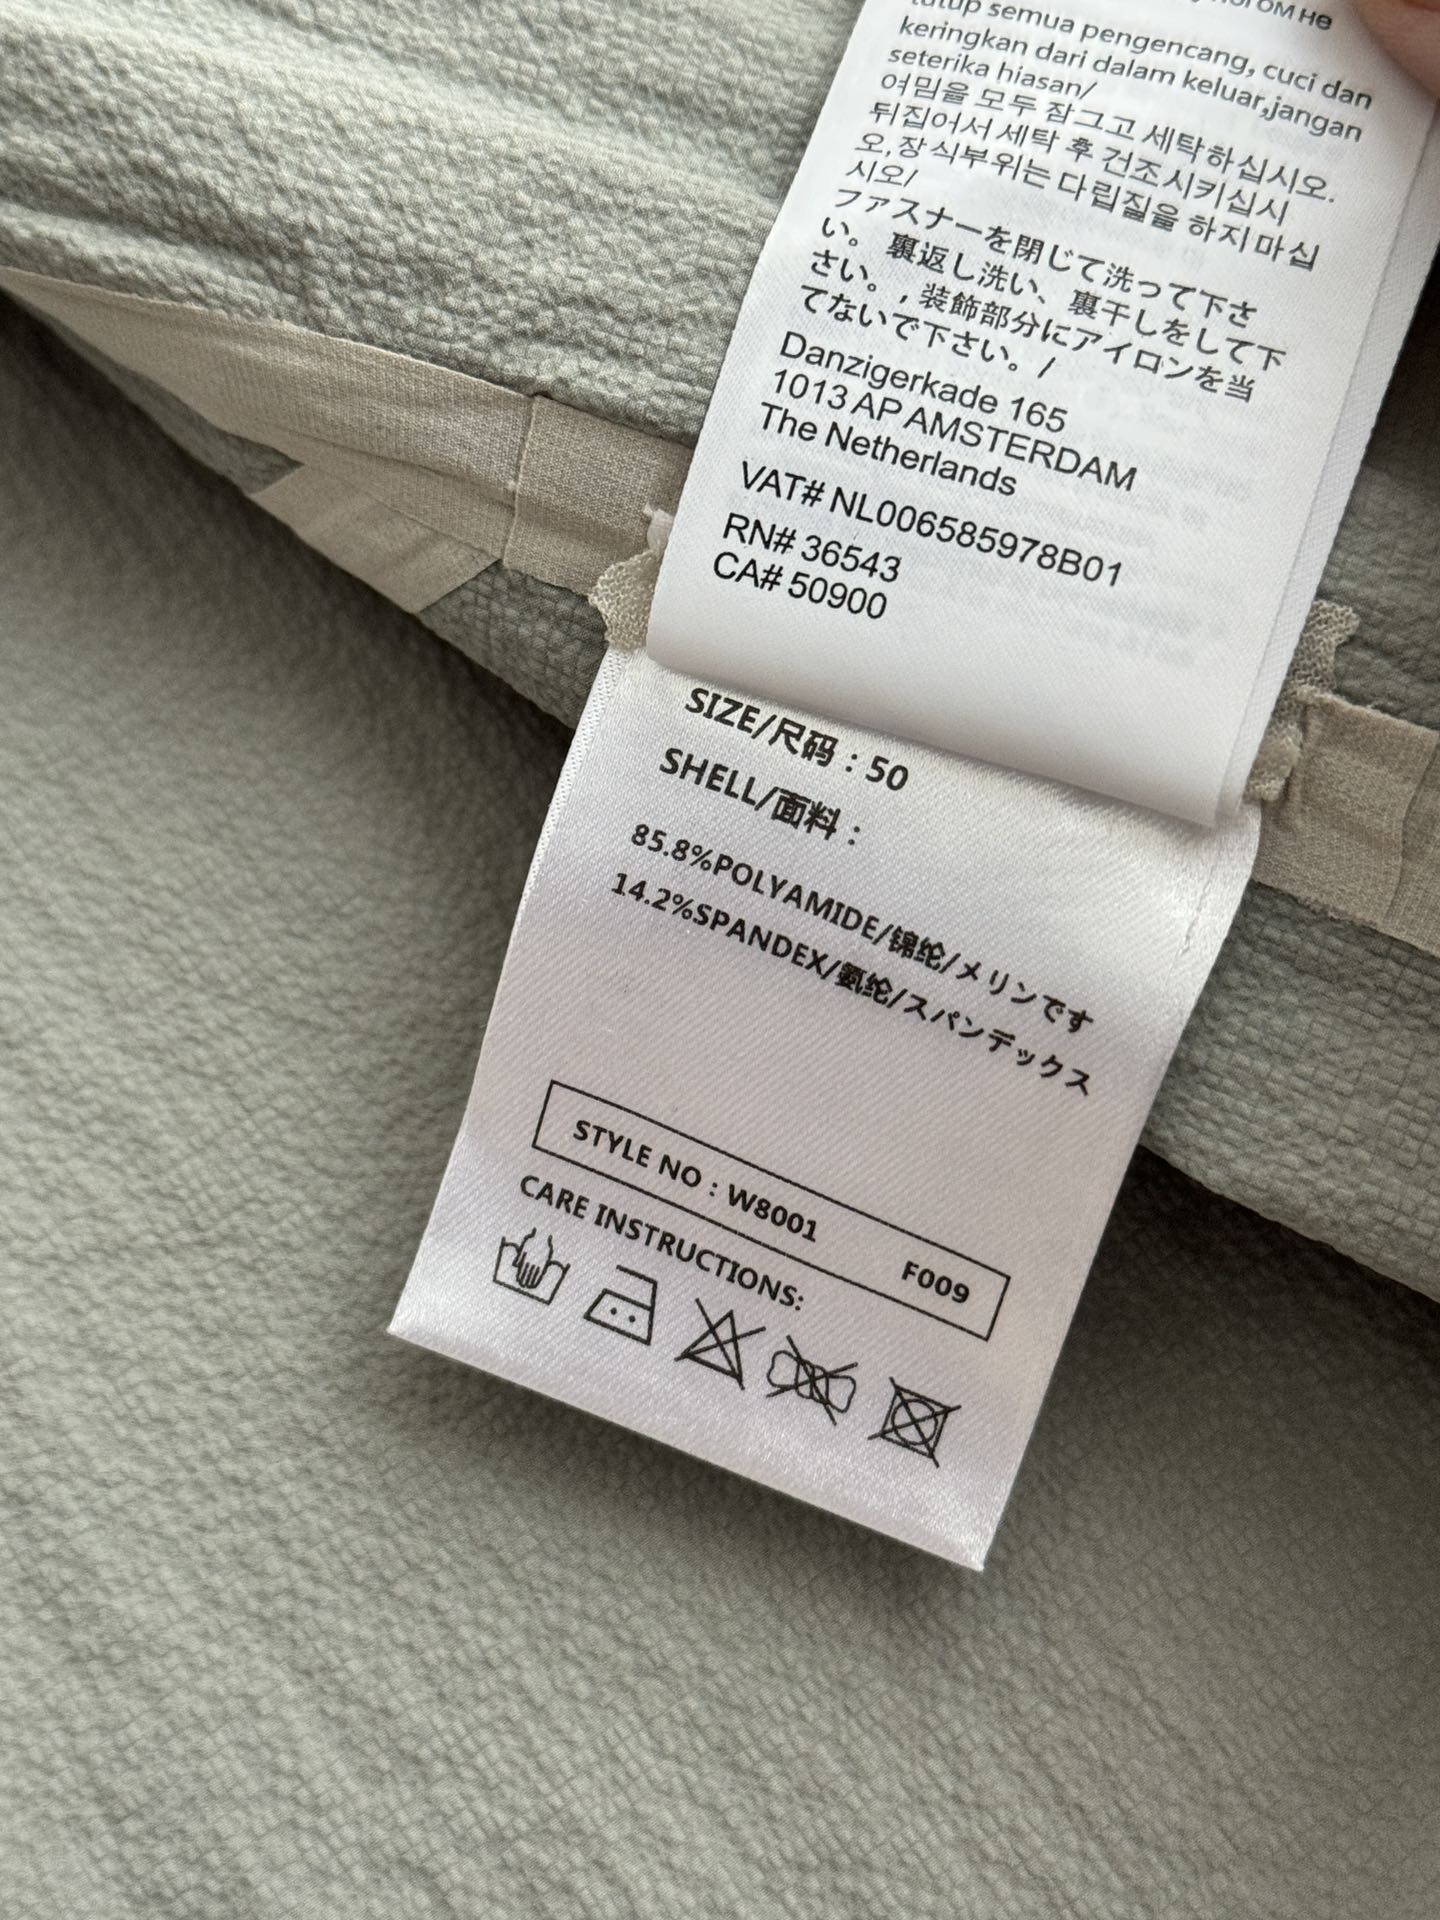 tutup semua pengencang, cuci dan
keringkan dari dalam keluar,jangan
seterika hiasan/
여밈을 모두 잠그고 세탁하십시오.
뒤집어서 세탁 후 건조시키십시
오,장식부위는 다립질을 하지마십
시오/
ファスナーを閉じて洗って下さ
い。裏返し洗い、裏干しをして下
さい。,装飾部分にアイロンを当
てないで下さい。/
Danzigerkade 165
1013 AP AMSTERDAM
The Netherlands
VAT# NL006585978B01
RN# 36543
CA# 50900
SIZE/尺码:50
SHELL/面料:
85.8%POLYAMIDE/锦纶/メリンです
14.2%SPANDEX/氨纶/スパンデックス
STYLE NO:W8001 F009
CARE INSTRUCTIONS: